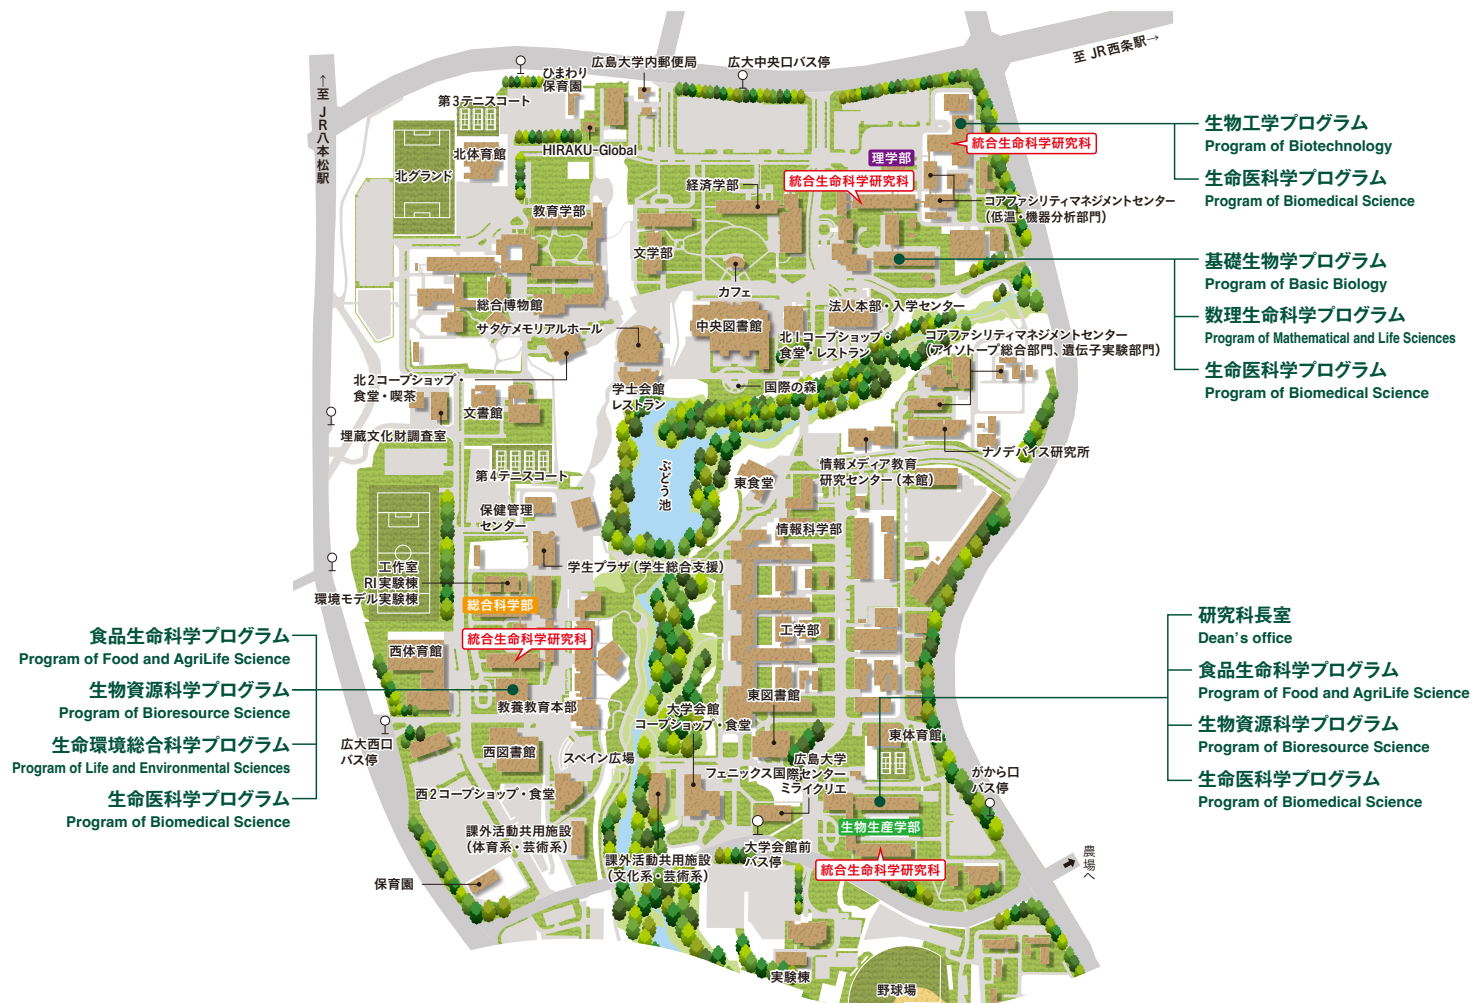 至 JR西条駅→
←至 JR八本松駅
ひまわり
保育園
広島大学内郵便局
広大中央口バス停
第3テニスコート
HIRAKU-Global
北体育館
北グランド
教育学部
経済学部
文学部
カフェ
理学部
統合生命科学研究科
統合生命科学研究科
コアファシリティマネジメントセンター
(低温・機器分析部門)
生物工学プログラム
Program of Biotechnology
生命医科学プログラム
Program of Biomedical Science
基礎生物学プログラム
Program of Basic Biology
数理生命科学プログラム
Program of Mathematical and Life Sciences
生命医科学プログラム
Program of Biomedical Science
総合博物館
サタケメモリアルホール
中央図書館
法人本部・入学センター
北1コープショップ・
食堂・レストラン
コアファシリティマネジメントセンター
(アイソトープ総合部門、遺伝子実験部門)
北2コープショップ・
食堂・喫茶
学士会館
レストラン
国際の森
文書館
埋蔵文化財調査室
第4テニスコート
ぶどう池
東食堂
情報メディア教育
研究センター(本館)
ナノデバイス研究所
保健管理
センター
情報科学部
学生プラザ(学生総合支援)
工作室
RI実験棟
環境モデル実験棟
総合科学部
統合生命科学研究科
工学部
西体育館
教養教育本部
東図書館
大学会館
コープショップ・食堂
食品生命科学プログラム
Program of Food and AgriLife Science
生物資源科学プログラム
Program of Bioresource Science
生命環境総合科学プログラム
Program of Life and Environmental Sciences
生命医科学プログラム
Program of Biomedical Science
研究科長室
Dean's office
食品生命科学プログラム
Program of Food and AgriLife Science
生物資源科学プログラム
Program of Bioresource Science
生命医科学プログラム
Program of Biomedical Science
広大西口
バス停
西図書館
スペイン広場
東体育館
広島大学
フェニックス国際センター
ミライクリエ
がから口
バス停
西2コープショップ・食堂
課外活動共用施設
(体育系・芸術系)
生物生産学部
大学会館前
バス停
課外活動共用施設
(文化系・芸術系)
統合生命科学研究科
農場へ
保育園
実験棟
野球場